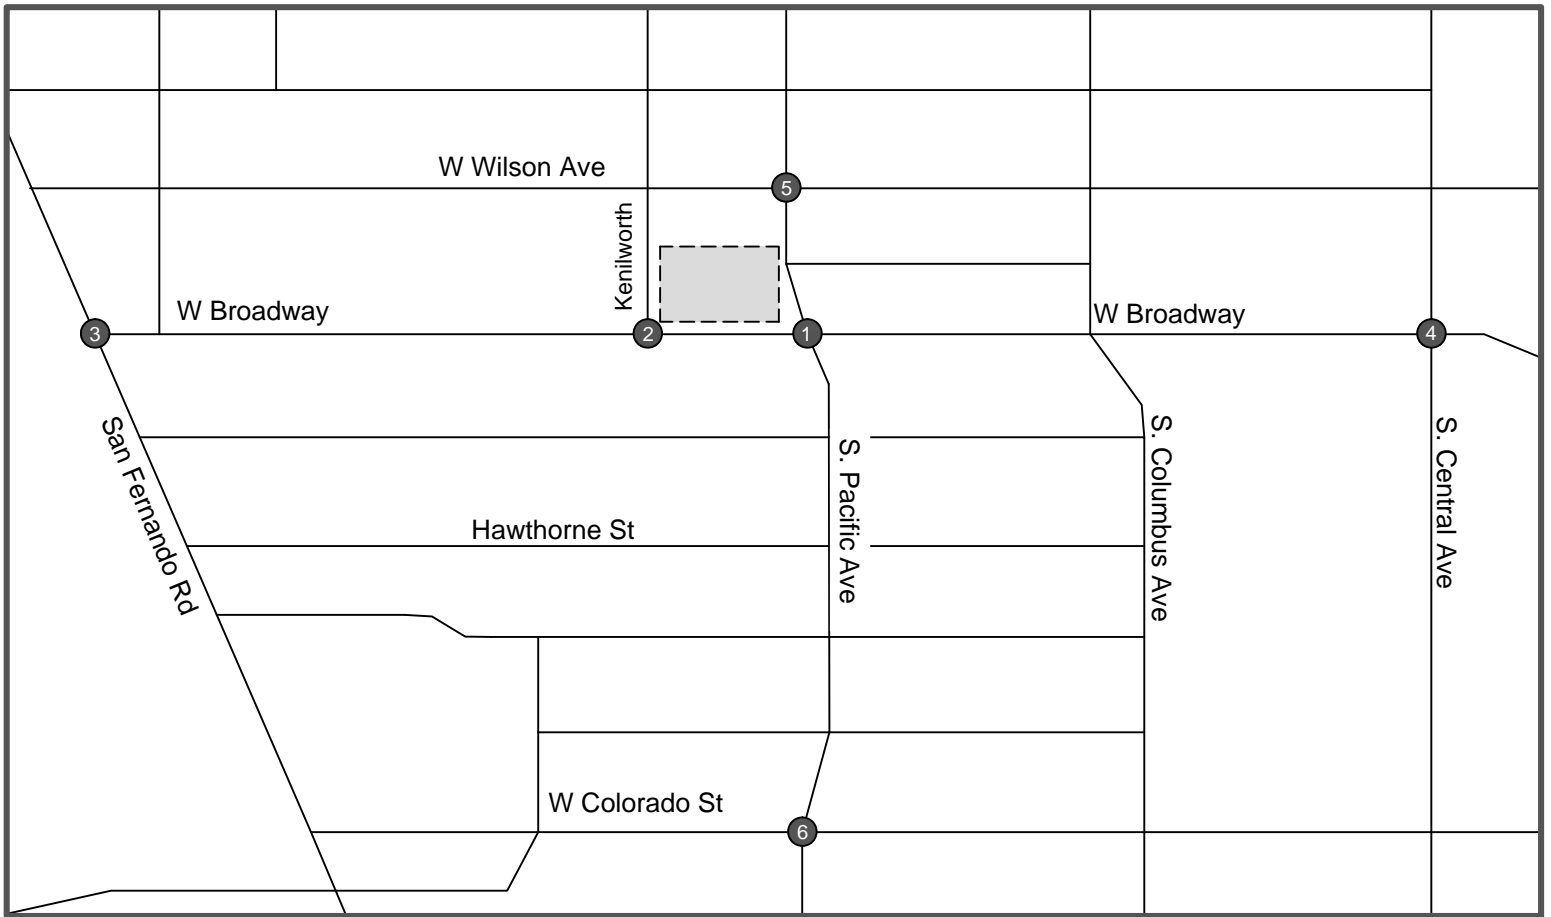 W Wilson Ave
5
Kenilworth
W Broadway
W Broadway
3
2
1
4
San Fernando Rd
S. Pacific Ave
S. Columbus Ave
S. Central Ave
Hawthorne St
W Colorado St
6